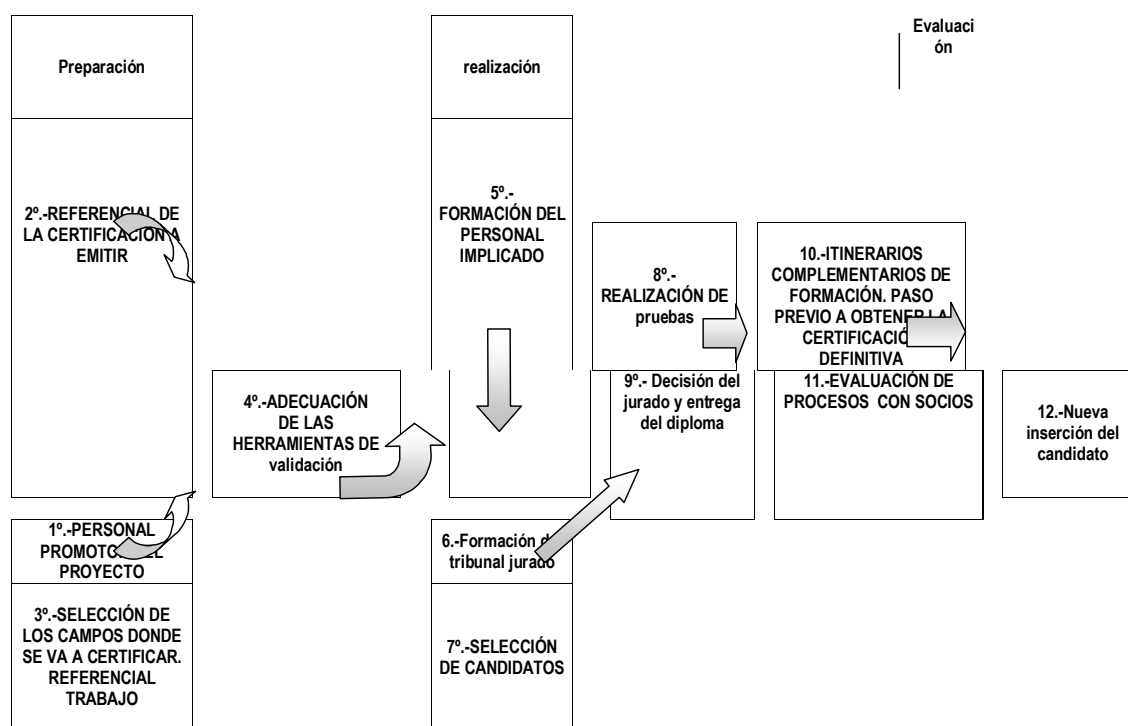 Preparación
realización
Evaluaci
ón
2º.-REFERENCIAL DE
LA CERTIFICACIÓN A
EMITIR
5º.-
FORMACIÓN DEL
PERSONAL
IMPLICADO
8º.-
REALIZACIÓN DE
pruebas
10.-ITINERARIOS
COMPLEMENTARIOS DE
FORMACIÓN. PASO
PREVIO A OBTENER LA
CERTIFICACIÓN
DEFINITIVA
4º.-ADECUACIÓN
DE LAS
HERRAMIENTAS DE
validación
9º.- Decisión del
jurado y entrega
del diploma
11.-EVALUACIÓN DE
PROCESOS CON SOCIOS
12.-Nueva
inserción del
candidato
1º.-PERSONAL
PROMOTOR DEL
PROYECTO
6.-Formación del
tribunal jurado
3º.-SELECCIÓN DE
LOS CAMPOS DONDE
SE VA A CERTIFICAR.
REFERENCIAL
TRABAJO
7º.-SELECCIÓN
DE CANDIDATOS